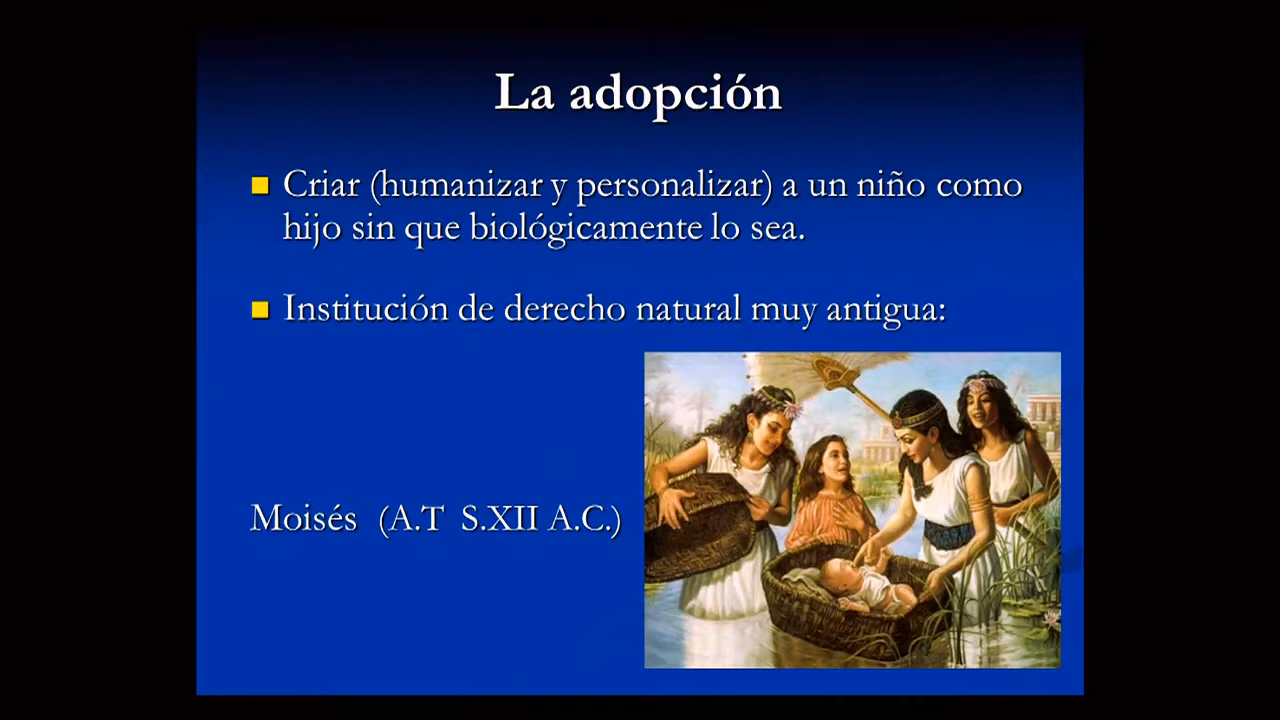 La adopción
Criar (humanizar y personalizar) a un niño como
hijo sin que biológicamente lo sea.
Institución de derecho natural muy antigua:
Moisés (A.T S.XII A.C.)